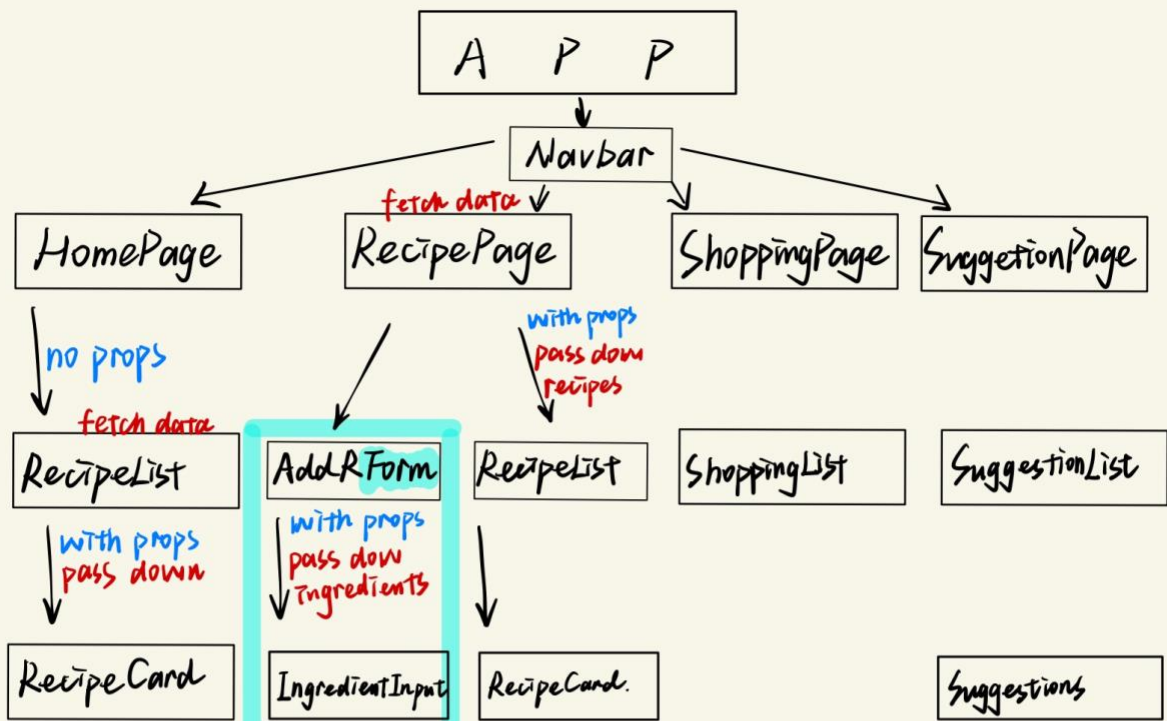 A P P
Navbar
fetch data
HomePage
RecipePage
ShoppingPage
SuggetionPage
no props
with props
pass down
recipes
fetch data
RecipeList
AddRForm
RecipeList
ShoppingList
SuggestionList
with props
pass down
with props
pass dow
ingredients
RecipeCard
IngredientInput
RecipeCard.
Suggestions